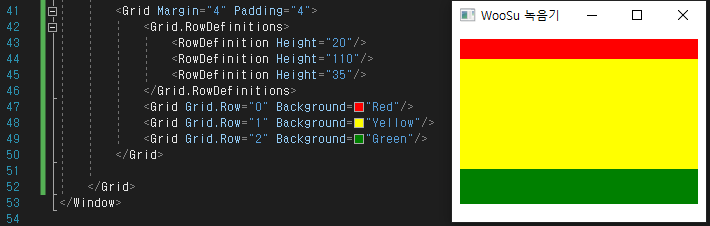 41 <Grid Margin="4" Padding="4">
42 <Grid.RowDefinitions>
43 <RowDefinition Height="20"/>
44 <RowDefinition Height="110"/>
45 <RowDefinition Height="35"/>
46 </Grid.RowDefinitions>
47 <Grid Grid.Row="0" Background="Red"/>
48 <Grid Grid.Row="1" Background="Yellow"/>
49 <Grid Grid.Row="2" Background="Green"/>
50 </Grid>
51
52 </Grid>
53 </Window>
54
WooSu 녹음기